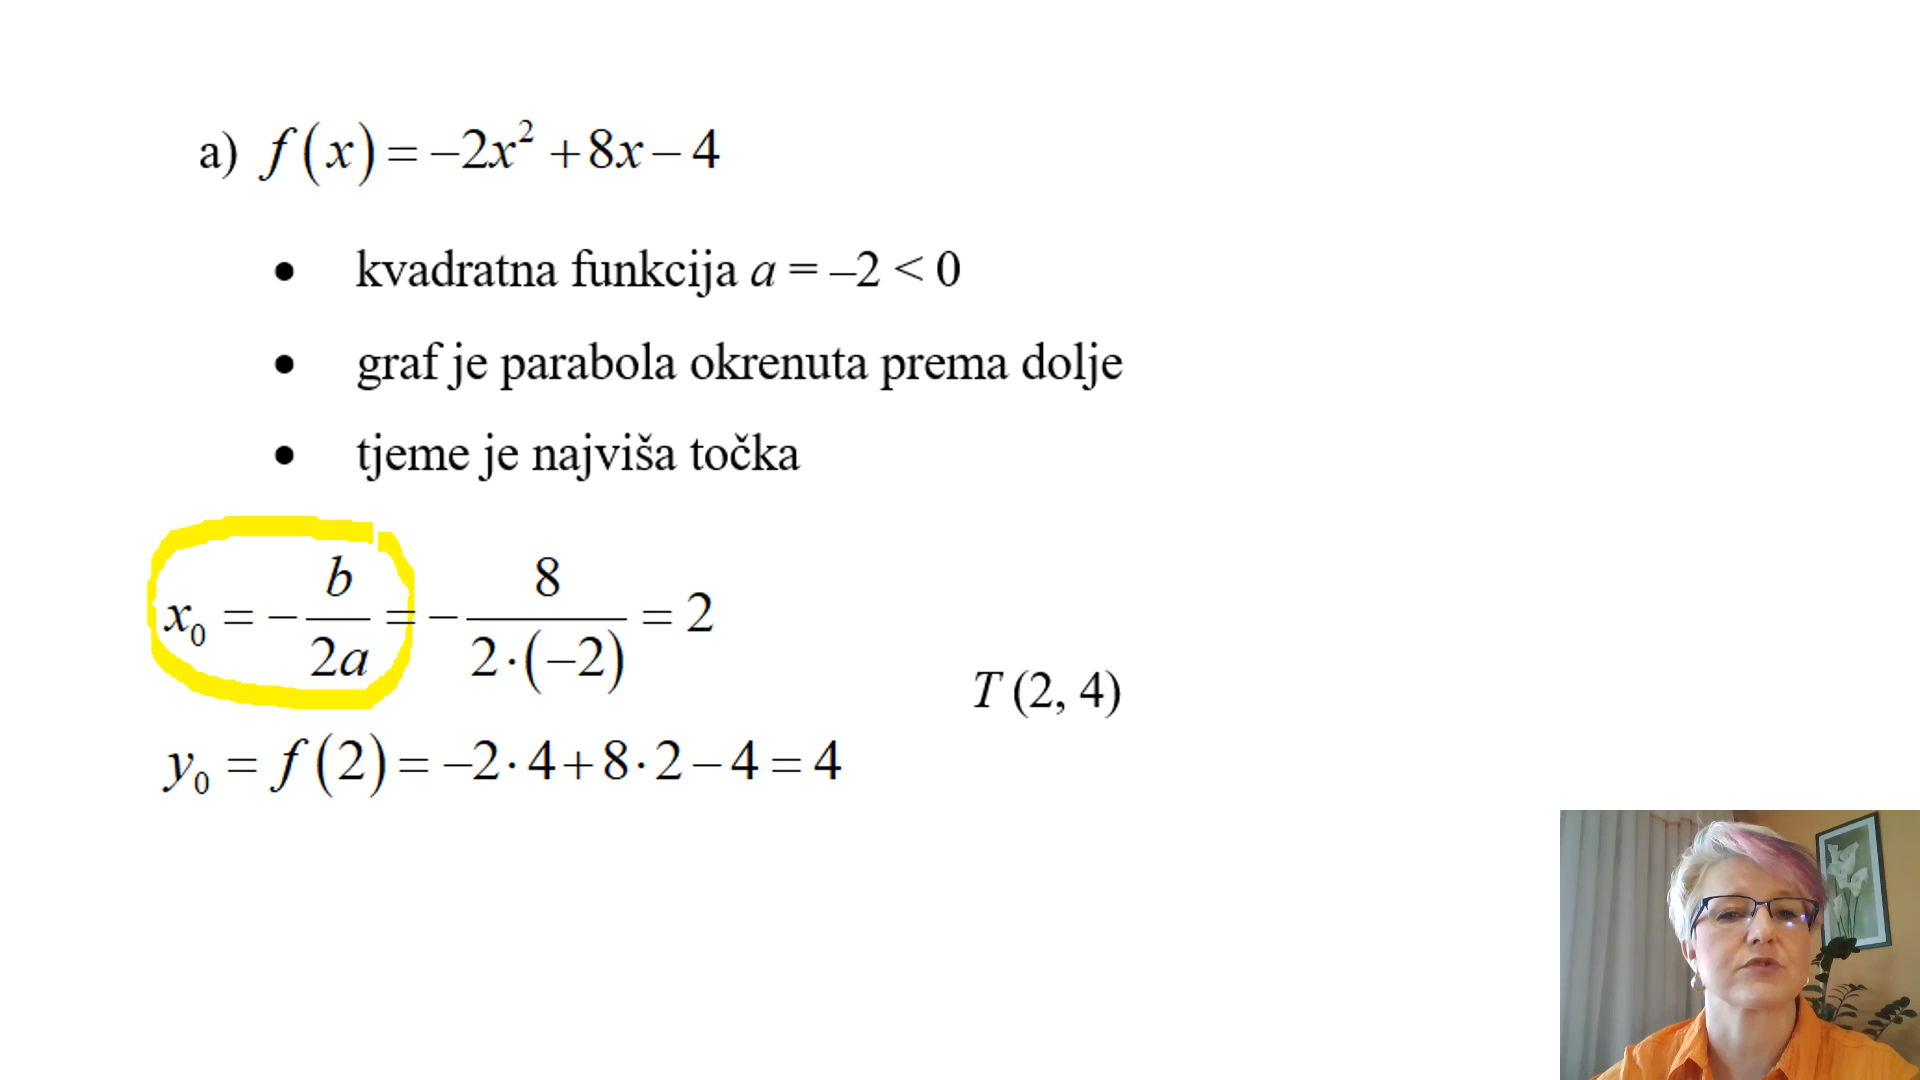 a) f(x) = −2x² + 8x − 4
• kvadratna funkcija a = –2 < 0
• graf je parabola okrenuta prema dolje
• tjeme je najviša točka
x₀ = −b/2a = −8/(2·(−2)) = 2
T (2, 4)
y₀ = f(2) = −2·4+8·2−4 = 4